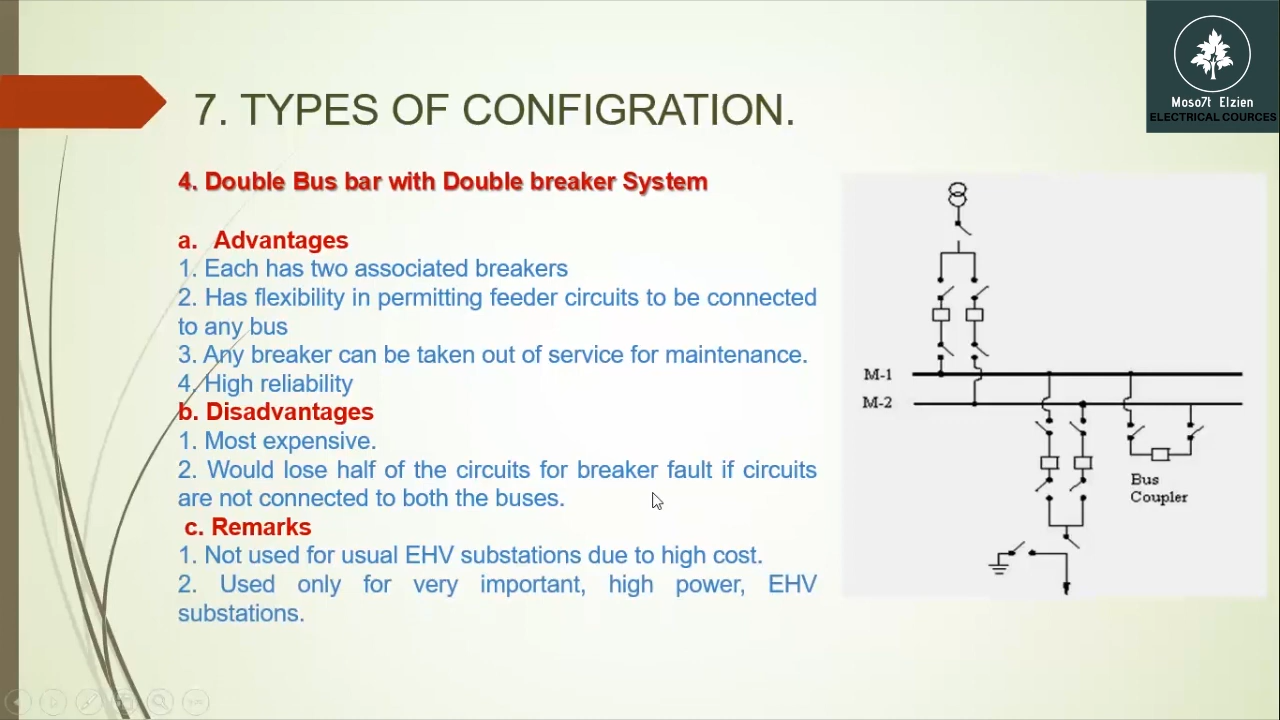 7. TYPES OF CONFIGRATION.
Moso7t Elzien
ELECTRICAL COURCES
4. Double Bus bar with Double breaker System
a. Advantages
1. Each has two associated breakers
2. Has flexibility in permitting feeder circuits to be connected
to any bus
3. Any breaker can be taken out of service for maintenance.
4. High reliability
b. Disadvantages
1. Most expensive.
2. Would lose half of the circuits for breaker fault if circuits
are not connected to both the buses.
c. Remarks
1. Not used for usual EHV substations due to high cost.
2. Used only for very important, high power, EHV
substations.
M-1
M-2
Bus
Coupler